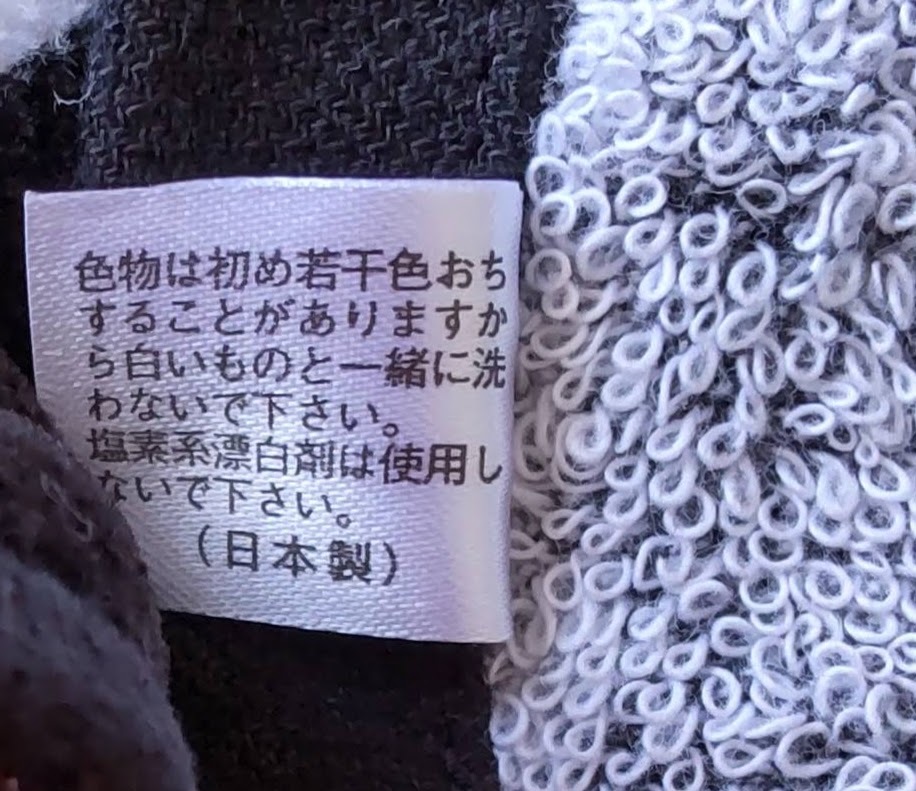 色物は初め若干色おち
することがありますか
ら白いものと一緒に洗
わないで下さい。
塩素系漂白剤は使用し
ないで下さい。
(日本製)